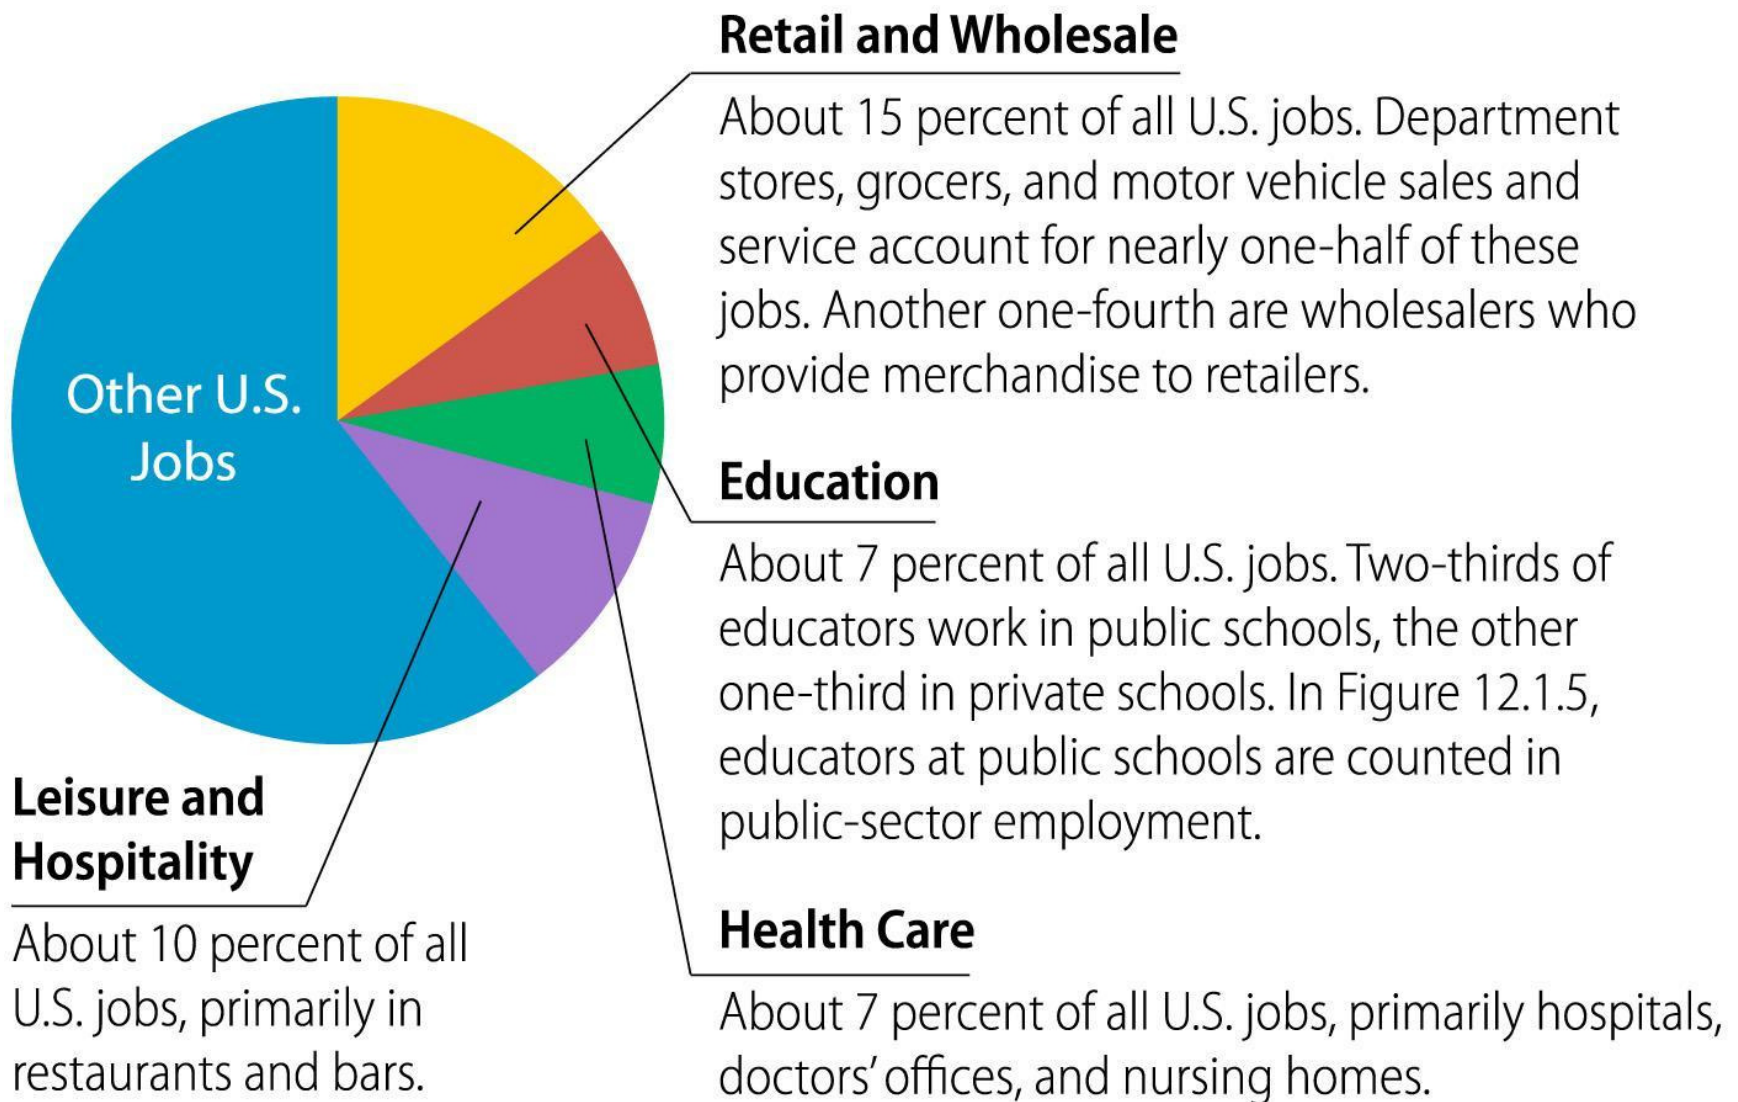 Retail and Wholesale
About 15 percent of all U.S. jobs. Department
stores, grocers, and motor vehicle sales and
service account for nearly one-half of these
jobs. Another one-fourth are wholesalers who
provide merchandise to retailers.
Other U.S.
Jobs
Education
About 7 percent of all U.S. jobs. Two-thirds of
educators work in public schools, the other
one-third in private schools. In Figure 12.1.5,
educators at public schools are counted in
public-sector employment.
Leisure and
Hospitality
About 10 percent of all
U.S. jobs, primarily in
restaurants and bars.
Health Care
About 7 percent of all U.S. jobs, primarily hospitals,
doctors’ offices, and nursing homes.